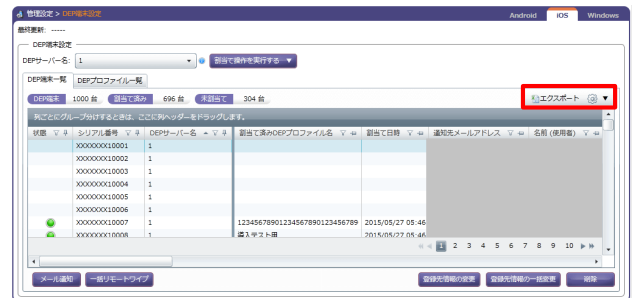 管理設定 > DEP端末設定
Android iOS Windows
最終更新: -----
DEP端末設定
DEPサーバー名: 1 割当て操作を実行する
DEP端末一覧 DEPプロファイル一覧
DEP端末 1000 台 割当て済み 696 台 未割当て 304 台 エクスポート
列ごとにグループ分けするときは、ここに列ヘッダーをドラッグします。
状態 シリアル番号 DEPサーバー名 割当て済みDEPプロファイル名 割当て日時 通知先メールアドレス 名前 (使用者)
XXXXXXX10001 1
XXXXXXX10002 1
XXXXXXX10003 1
XXXXXXX10004 1
XXXXXXX10005 1
XXXXXXX10006 1
XXXXXXX10007 1 12345678901234567890123456789 2015/05/27 05:46
XXXXXXX10008 1 導入テスト用 2015/05/27 05:46
1 2 3 4 5 6 7 8 9 10
メール通知 一括リモートワイプ 登録先情報の変更 登録先情報の一括変更 削除